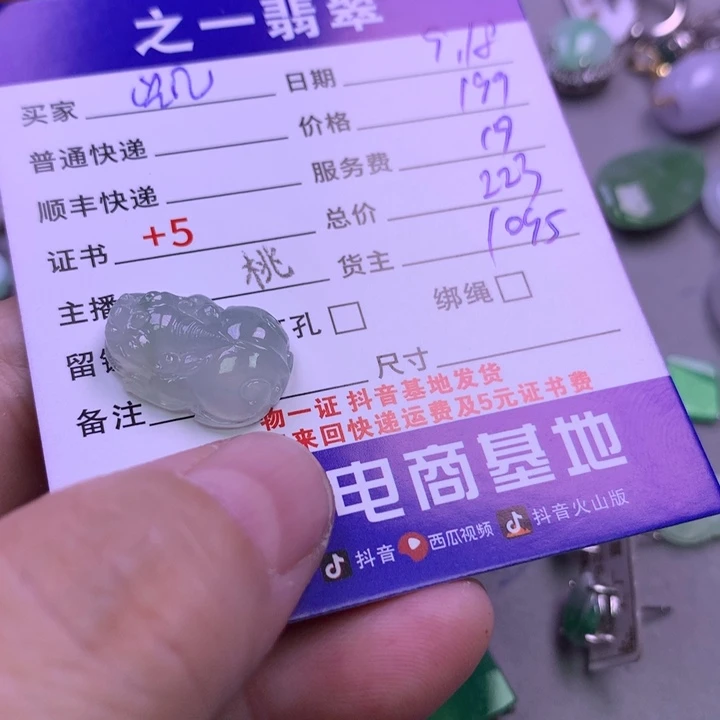 之一翡翠
买家 日期 9.18
普通快递 价格 199
顺丰快递 服务费 19
证书 +5 总价 223
主播 桃 货主 1095
孔 绑绳
留 尺寸
备注
物一证 抖音基地发货
来回快递运费及5元证书费
电商基地
抖音 西瓜视频 抖音火山版